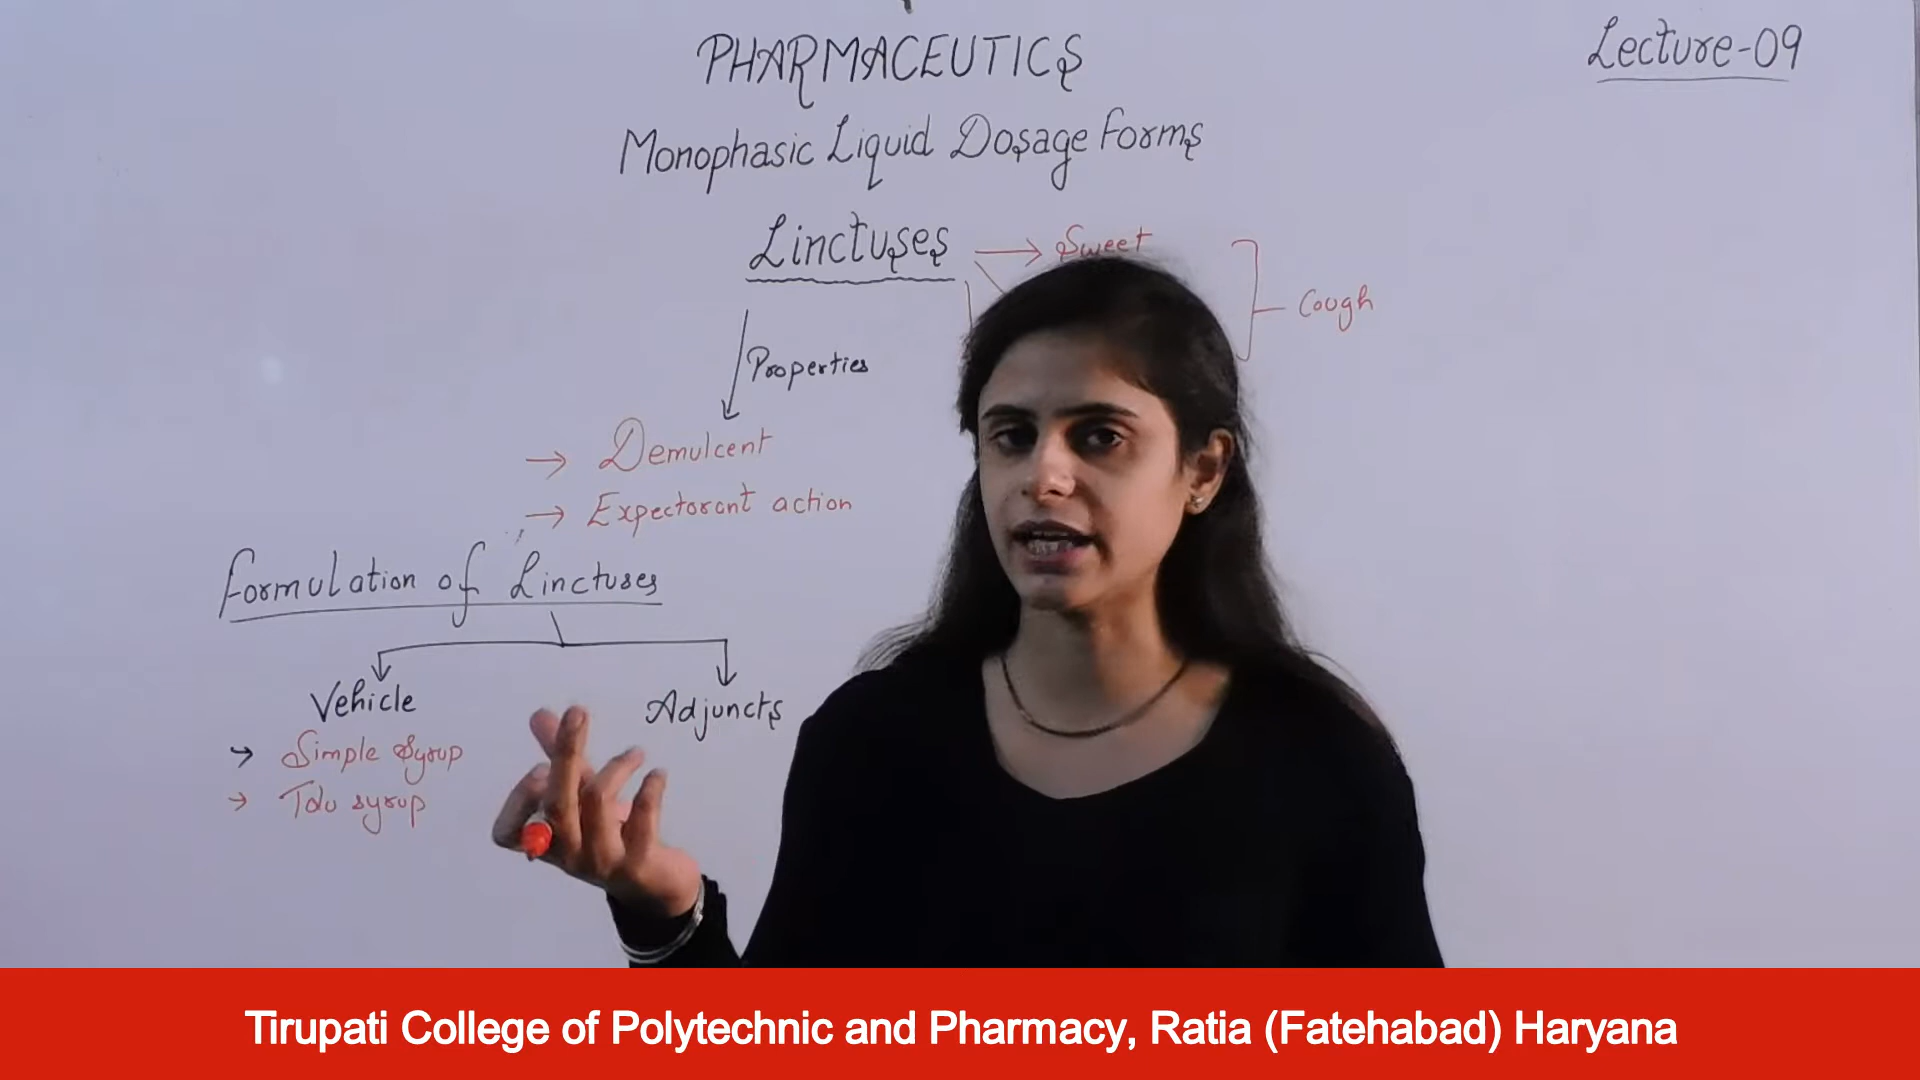 Lecture-09
PHARMACEUTICS
Monophasic Liquid Dosage Forms
Linctuses → Sweet
Cough
Properties
→ Demulcent
→ Expectorant action
Formulation of Linctuses
Vehicle
Adjuncts
→ Simple Syrup
→ Tolu syrup
Tirupati College of Polytechnic and Pharmacy, Ratia (Fatehabad) Haryana